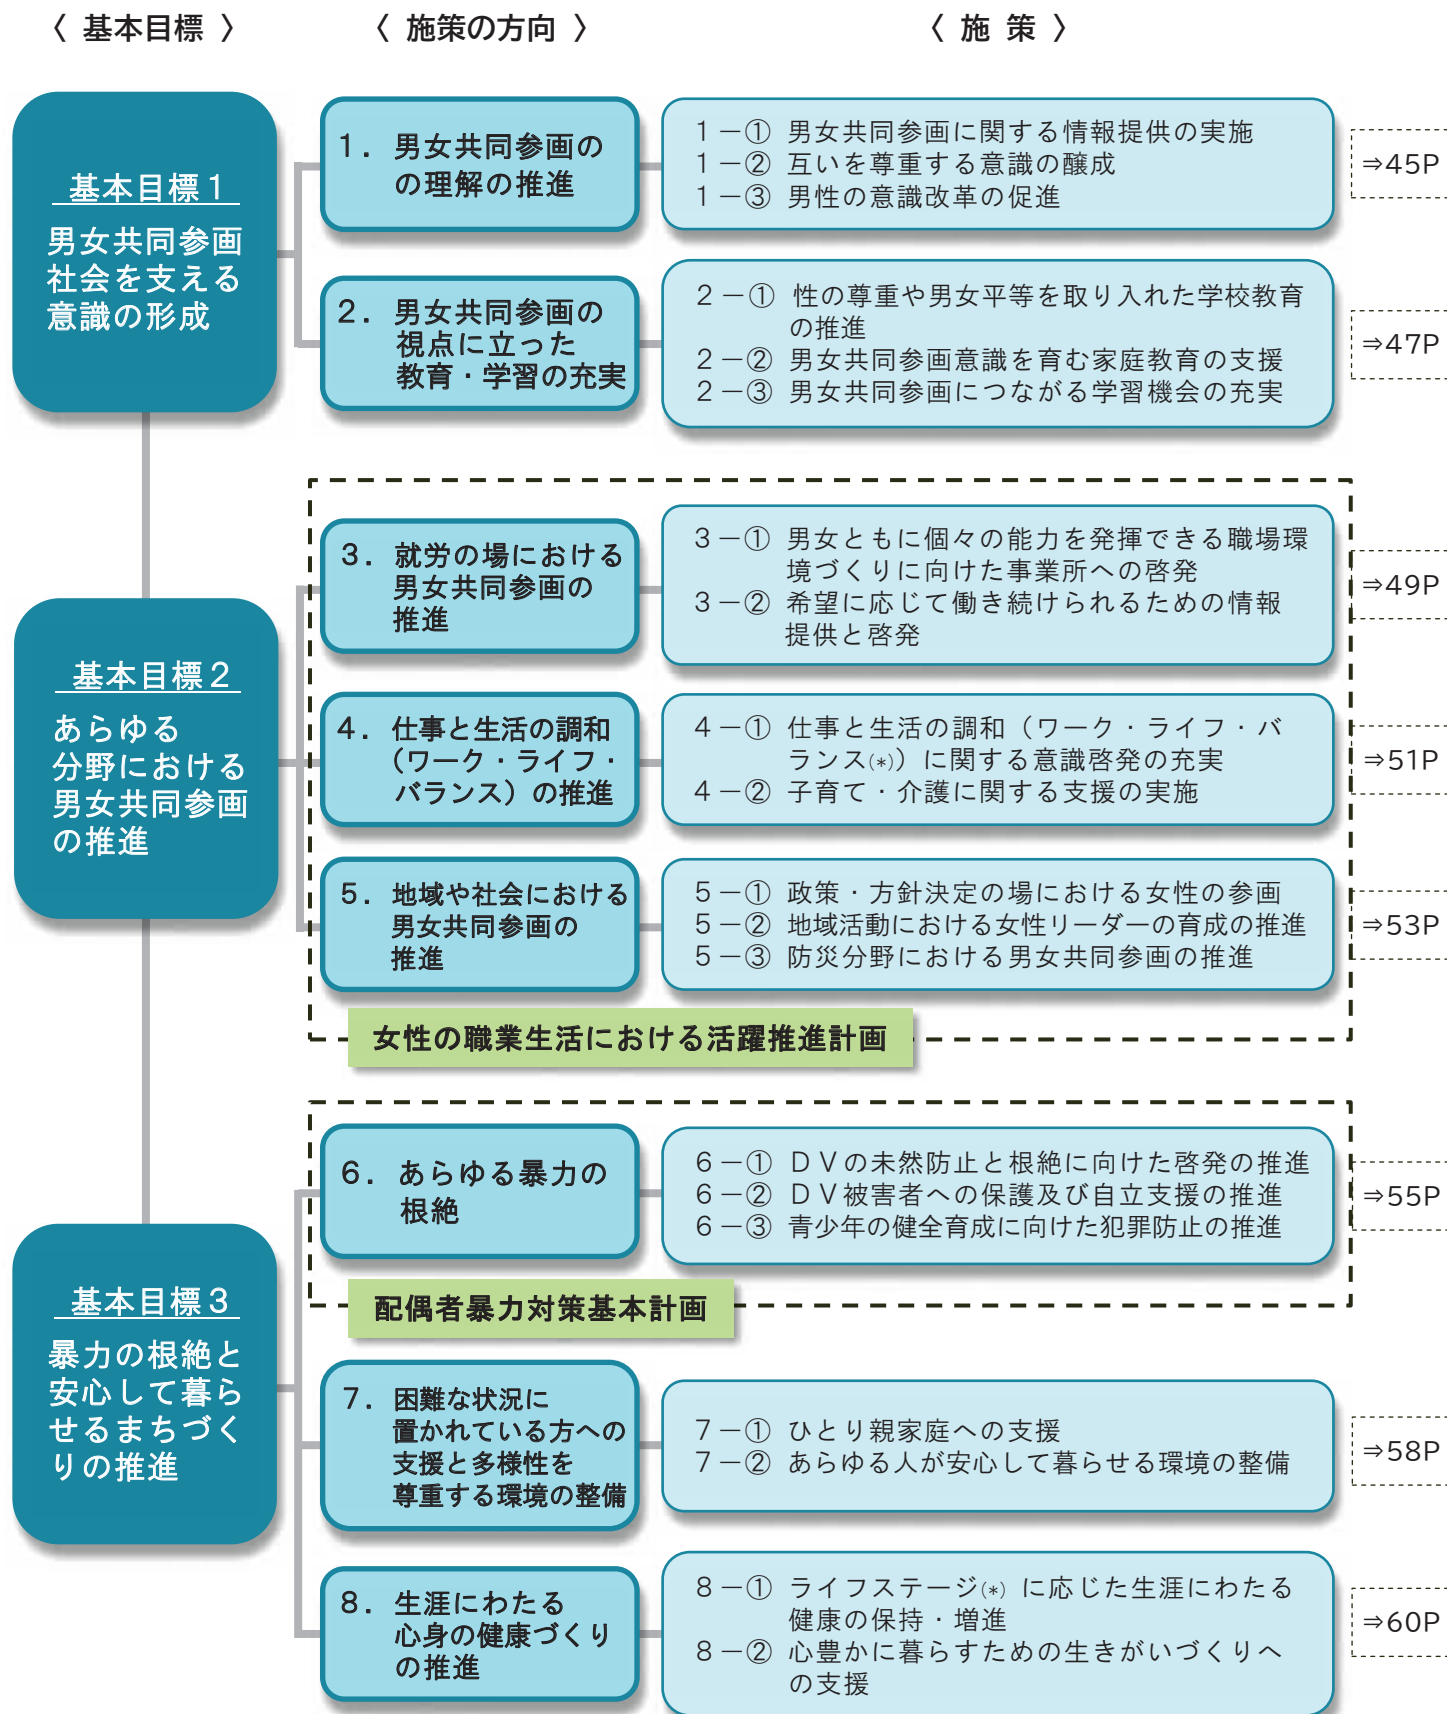 〈 基本目標 〉
〈 施策の方向 〉
〈 施 策 〉
基本目標１
男女共同参画
社会を支える
意識の形成
１．男女共同参画の
の理解の推進
１－① 男女共同参画に関する情報提供の実施
１－② 互いを尊重する意識の醸成
１－③ 男性の意識改革の促進
⇒45P
２．男女共同参画の
視点に立った
教育・学習の充実
２－① 性の尊重や男女平等を取り入れた学校教育
の推進
２－② 男女共同参画意識を育む家庭教育の支援
２－③ 男女共同参画につながる学習機会の充実
⇒47P
基本目標２
あらゆる
分野における
男女共同参画
の推進
３．就労の場における
男女共同参画の
推進
３－① 男女ともに個々の能力を発揮できる職場環
境づくりに向けた事業所への啓発
３－② 希望に応じて働き続けられるための情報
提供と啓発
⇒49P
４．仕事と生活の調和
（ワーク・ライフ・
バランス）の推進
４－① 仕事と生活の調和（ワーク・ライフ・バ
ランス(*)）に関する意識啓発の充実
４－② 子育て・介護に関する支援の実施
⇒51P
５．地域や社会における
男女共同参画の
推進
５－① 政策・方針決定の場における女性の参画
５－② 地域活動における女性リーダーの育成の推進
５－③ 防災分野における男女共同参画の推進
⇒53P
女性の職業生活における活躍推進計画
基本目標３
暴力の根絶と
安心して暮ら
せるまちづく
りの推進
６．あらゆる暴力の
根絶
６－① ＤＶの未然防止と根絶に向けた啓発の推進
６－② ＤＶ被害者への保護及び自立支援の推進
６－③ 青少年の健全育成に向けた犯罪防止の推進
⇒55P
配偶者暴力対策基本計画
７．困難な状況に
置かれている方への
支援と多様性を
尊重する環境の整備
７－① ひとり親家庭への支援
７－② あらゆる人が安心して暮らせる環境の整備
⇒58P
８．生涯にわたる
心身の健康づくり
の推進
８－① ライフステージ(*) に応じた生涯にわたる
健康の保持・増進
８－② 心豊かに暮らすための生きがいづくりへ
の支援
⇒60P